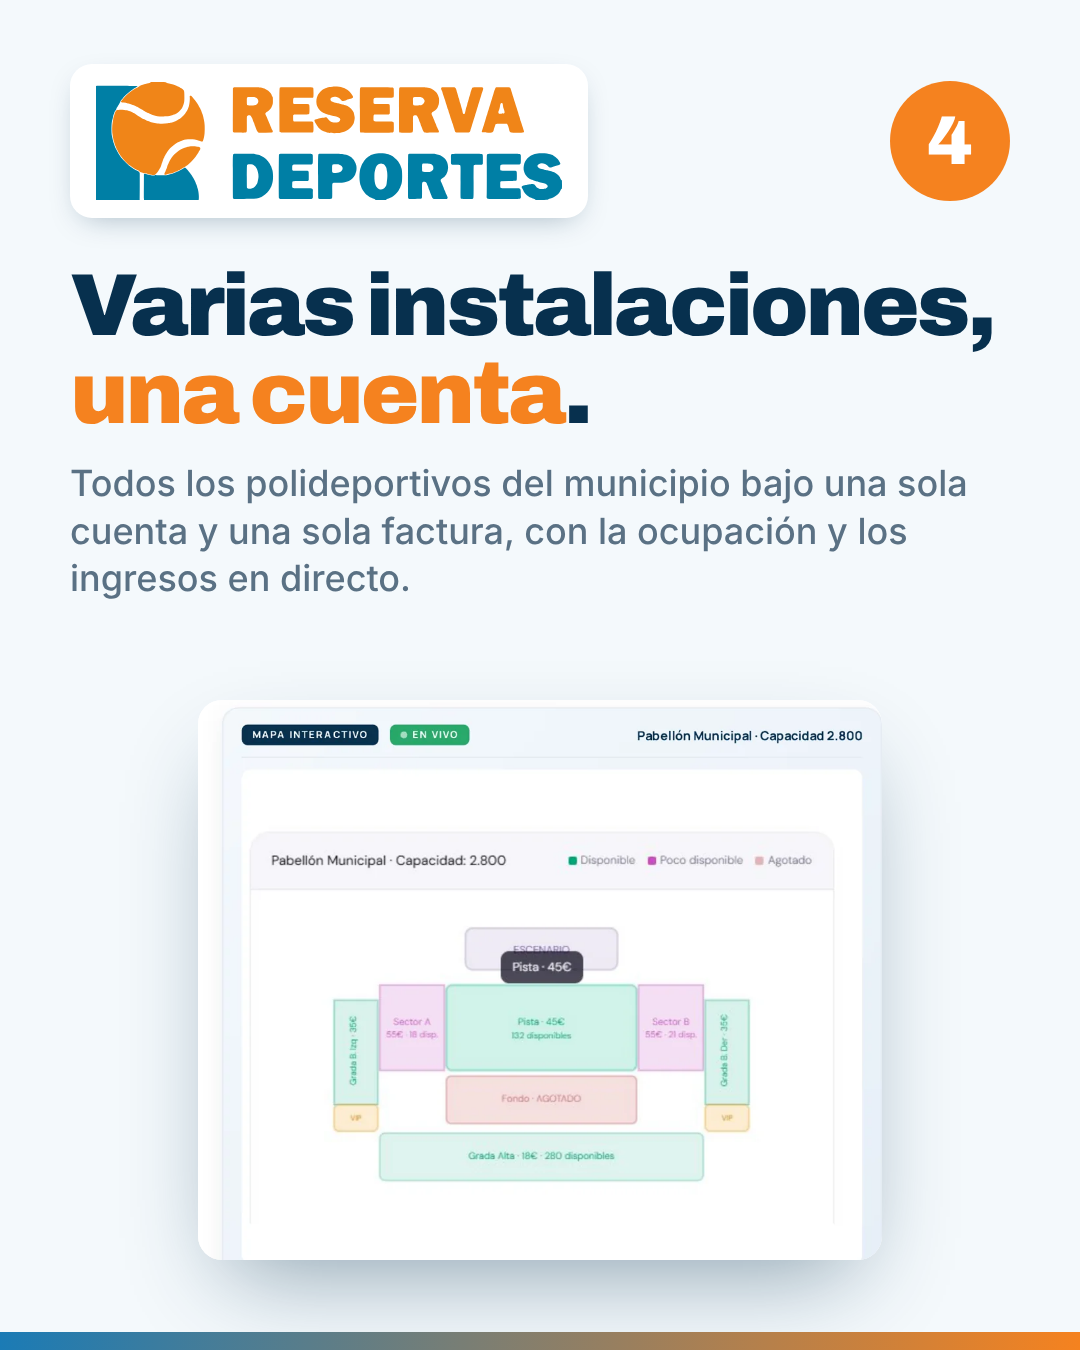 RESERVA
DEPORTES
4
Varias instalaciones,
una cuenta.
Todos los polideportivos del municipio bajo una sola
cuenta y una sola factura, con la ocupación y los
ingresos en directo.
MAPA INTERACTIVO
EN VIVO
Pabellón Municipal · Capacidad 2.800
Pabellón Municipal · Capacidad: 2.800
Disponible
Poco disponible
Agotado
ESCENARIO
Pista · 45€
Grada B. Izq · 35€
Sector A
55€ · 18 disp.
Pista · 45€
132 disponibles
Sector B
55€ · 21 disp.
Grada B. Der · 35€
VIP
Fondo · AGOTADO
VIP
Grada Alta · 18€ · 280 disponibles